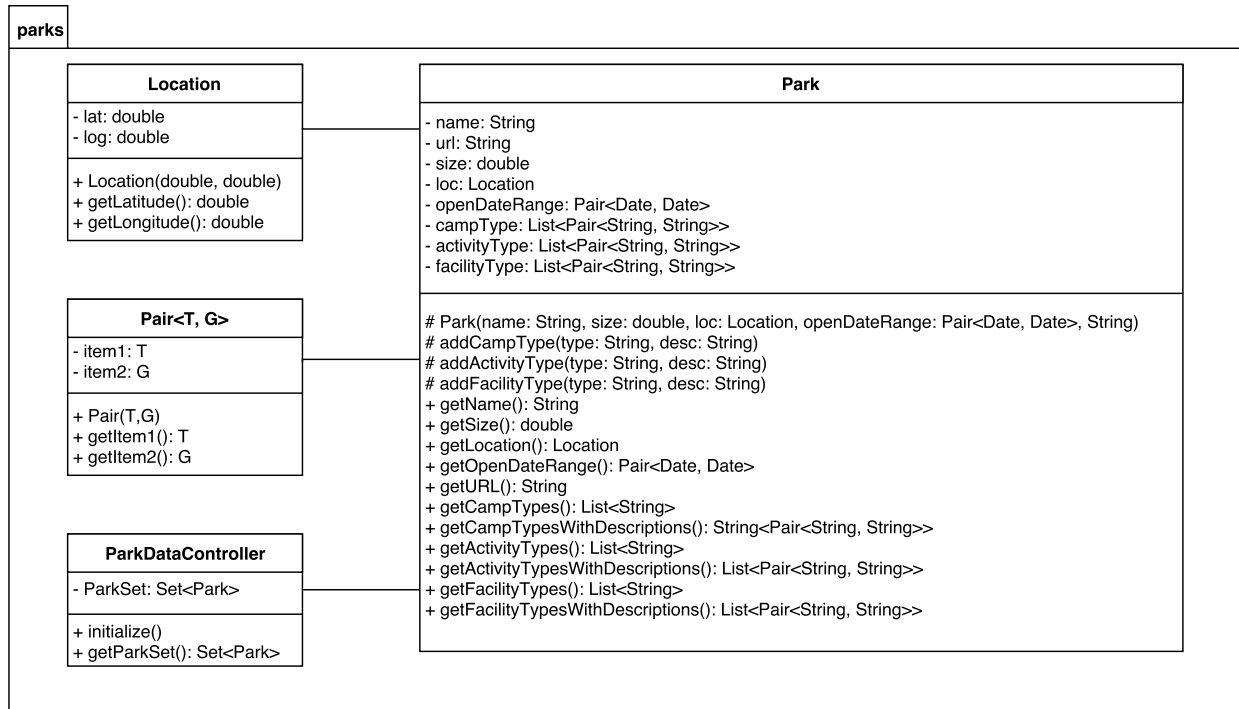 parks
Location
- lat: double
- log: double
+ Location(double, double)
+ getLatitude(): double
+ getLongitude(): double
Pair<T, G>
- item1: T
- item2: G
+ Pair(T,G)
+ getItem1(): T
+ getItem2(): G
ParkDataController
- ParkSet: Set<Park>
+ initialize()
+ getParkSet(): Set<Park>
Park
- name: String
- url: String
- size: double
- loc: Location
- openDateRange: Pair<Date, Date>
- campType: List<Pair<String, String>>
- activityType: List<Pair<String, String>>
- facilityType: List<Pair<String, String>>
# Park(name: String, size: double, loc: Location, openDateRange: Pair<Date, Date>, String)
# addCampType(type: String, desc: String)
# addActivityType(type: String, desc: String)
# addFacilityType(type: String, desc: String)
+ getName(): String
+ getSize(): double
+ getLocation(): Location
+ getOpenDateRange(): Pair<Date, Date>
+ getURL(): String
+ getCampTypes(): List<String>
+ getCampTypesWithDescriptions(): String<Pair<String, String>>
+ getActivityTypes(): List<String>
+ getActivityTypesWithDescriptions(): List<Pair<String, String>>
+ getFacilityTypes(): List<String>
+ getFacilityTypesWithDescriptions(): List<Pair<String, String>>